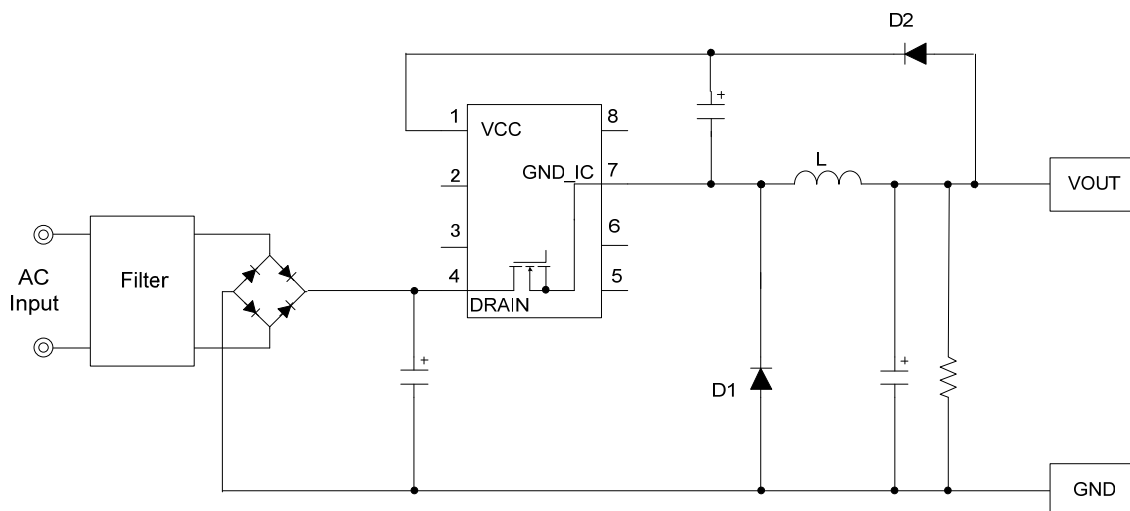 D2
1
VCC
8
GND_IC
7
L
VOUT
2
3
6
4
5
DRAIN
AC
Input
Filter
+
+
+
D1
GND